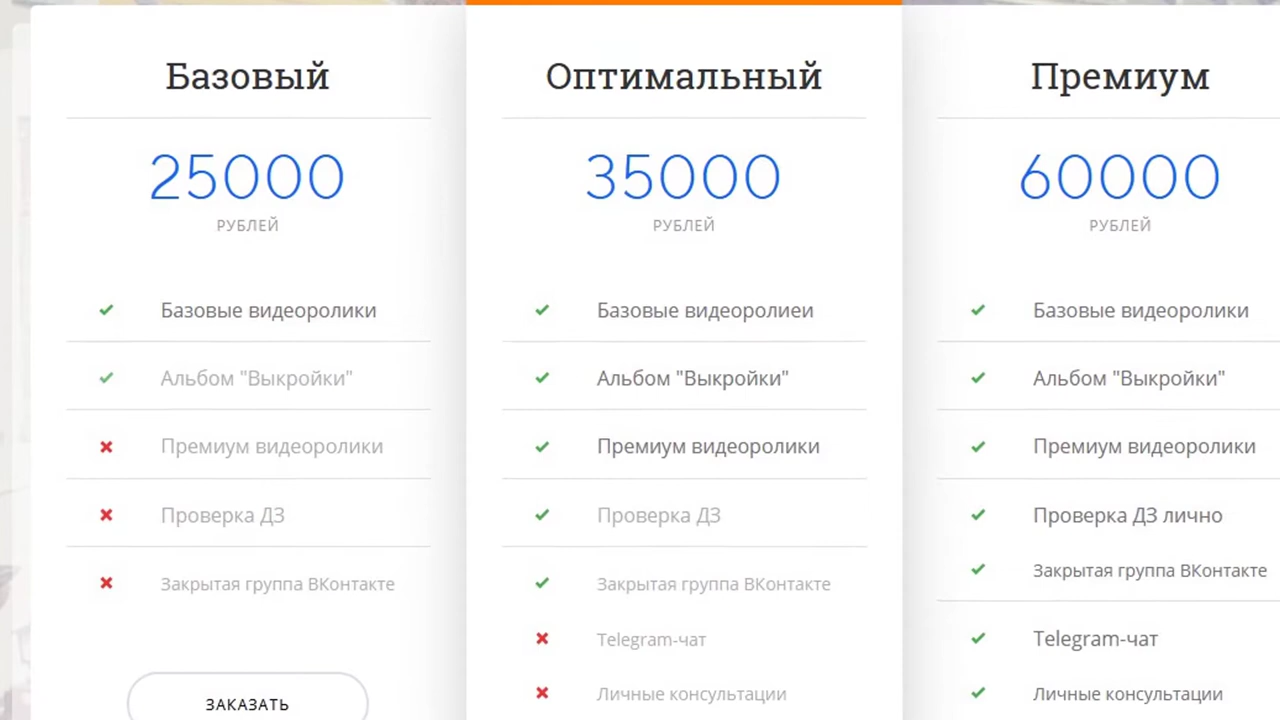 Базовый
25000
РУБЛЕЙ
Базовые видеоролики
Альбом "Выкройки"
Премиум видеоролики
Проверка ДЗ
Закрытая группа ВКонтакте
ЗАКАЗАТЬ
Оптимальный
35000
РУБЛЕЙ
Базовые видеоролиеи
Альбом "Выкройки"
Премиум видеоролики
Проверка ДЗ
Закрытая группа ВКонтакте
Telegram-чат
Личные консультации
Премиум
60000
РУБЛЕЙ
Базовые видеоролики
Альбом "Выкройки"
Премиум видеоролики
Проверка ДЗ лично
Закрытая группа ВКонтакте
Telegram-чат
Личные консультации